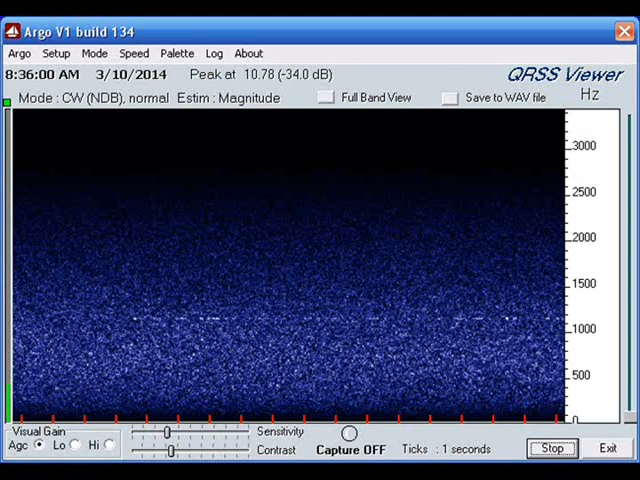 Argo V1 build 134
Argo Setup Mode Speed Palette Log About
8:36:00 AM 3/10/2014 Peak at 10.78 (-34.0 dB) QRSS Viewer
Mode : CW (NDB), normal Estim : Magnitude Full Band View Save to WAV file Hz
3000
2500
2000
1500
1000
500
0
Visual Gain Sensitivity
Agc Lo Hi Contrast Capture OFF Ticks : 1 seconds Stop Exit